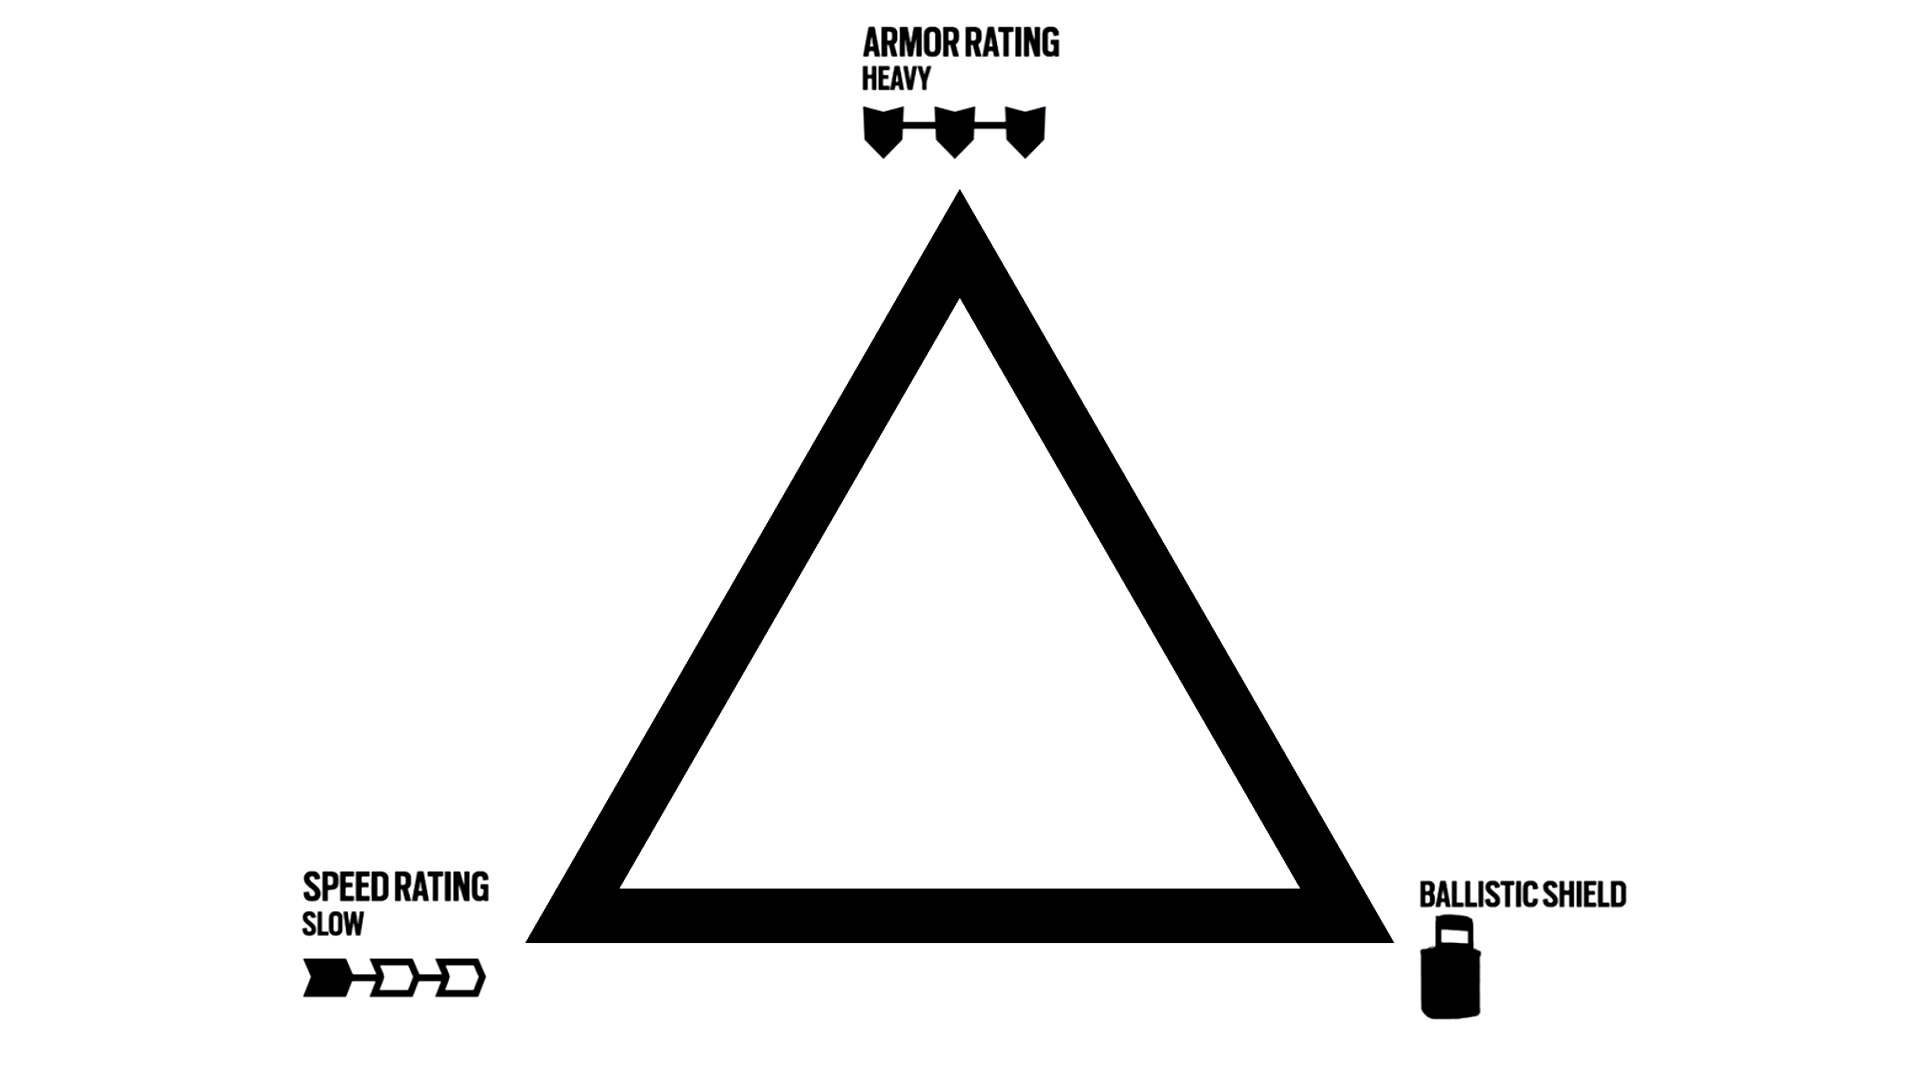 ARMOR RATING
HEAVY
SPEED RATING
SLOW
BALLISTIC SHIELD